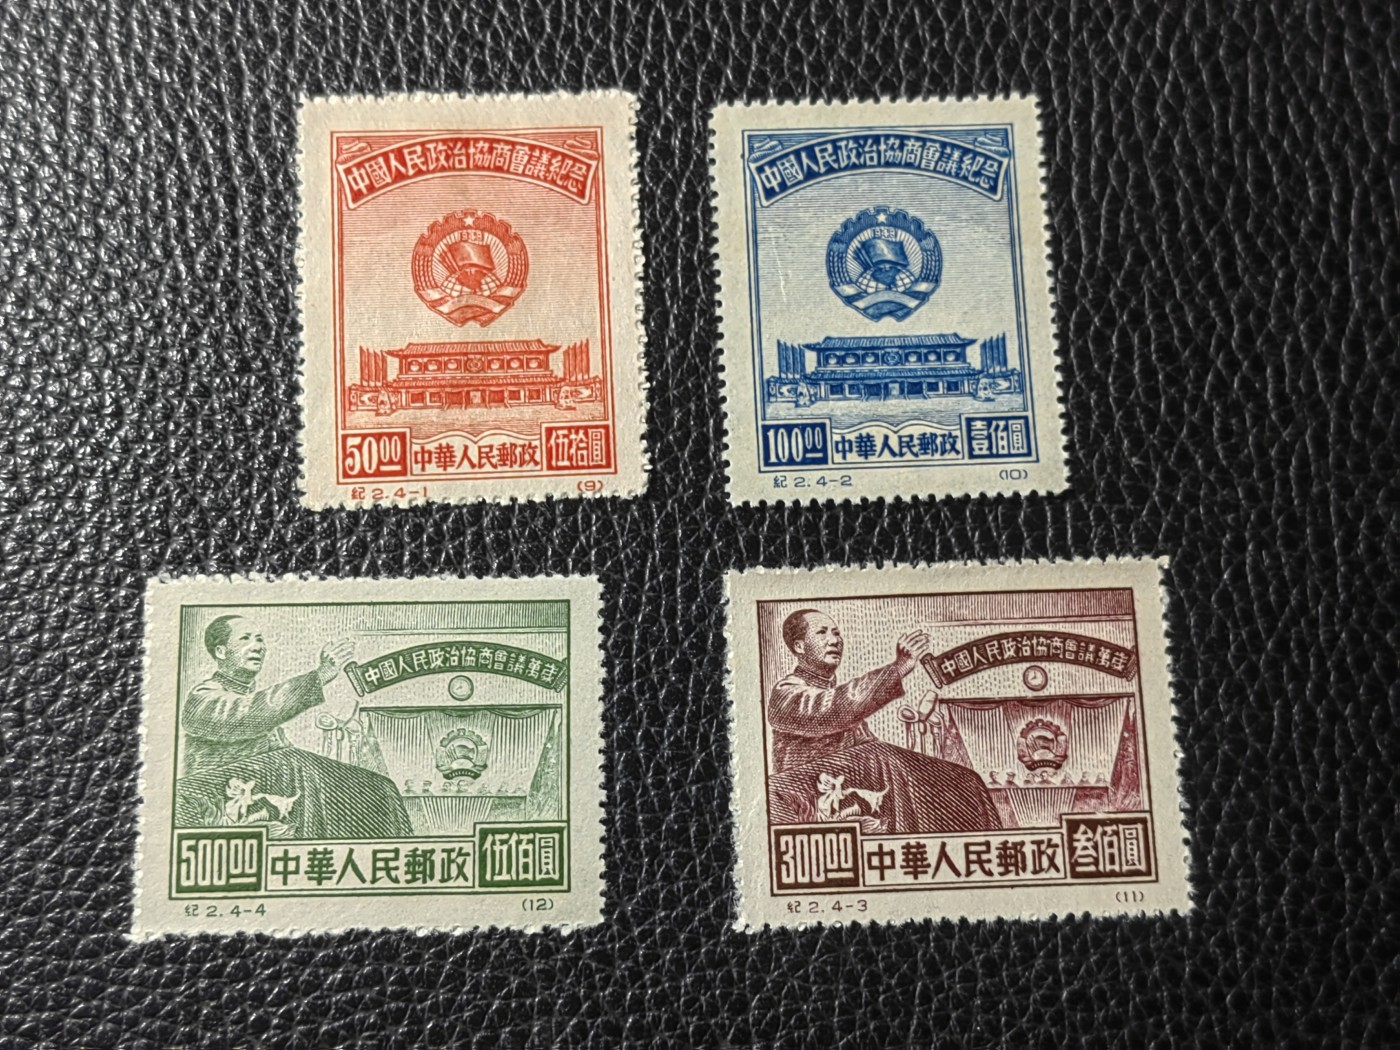 中國人民政治協商會議紀念
50⁰⁰ 中華人民郵政 伍拾圓
紀 2. 4-1 (9)
中國人民政治協商會議紀念
100⁰⁰ 中華人民郵政 壹佰圓
紀 2. 4-2 (10)
中國人民政治協商會議萬歲
500⁰⁰ 中華人民郵政 伍佰圓
紀 2. 4-4 (12)
中國人民政治協商會議萬歲
300⁰⁰ 中華人民郵政 叁佰圓
紀 2. 4-3 (11)